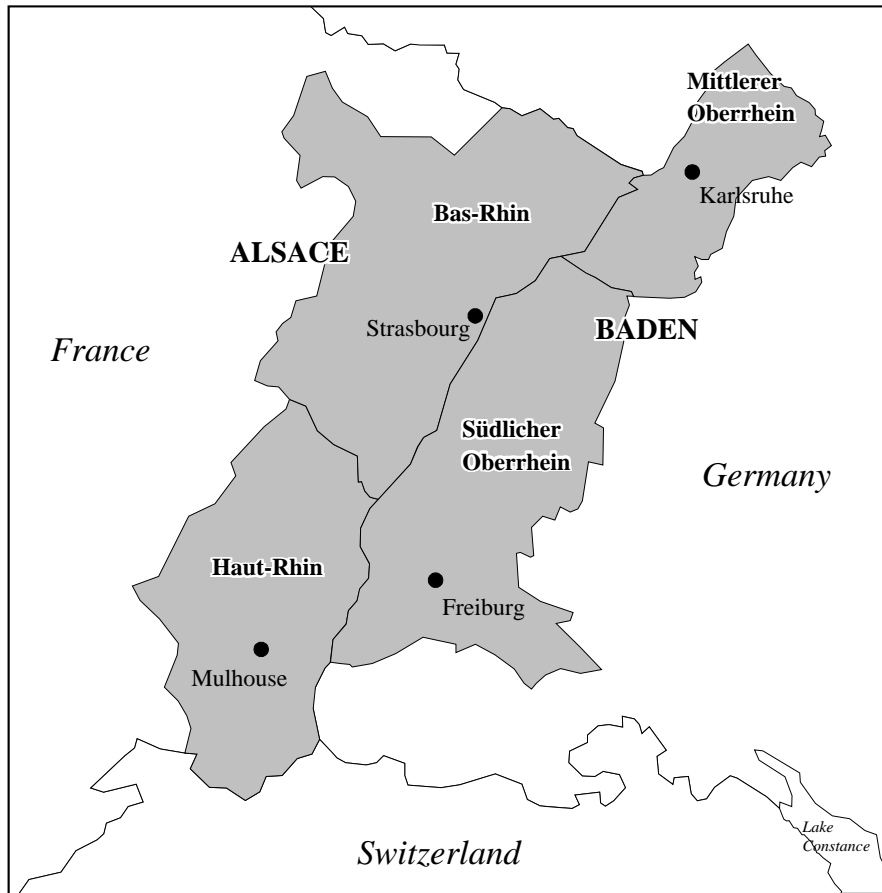 Mittlerer
Oberrhein
Karlsruhe
Bas-Rhin
ALSACE
Strasbourg
BADEN
France
Südlicher
Oberrhein
Germany
Haut-Rhin
Freiburg
Mulhouse
Lake
Constance
Switzerland